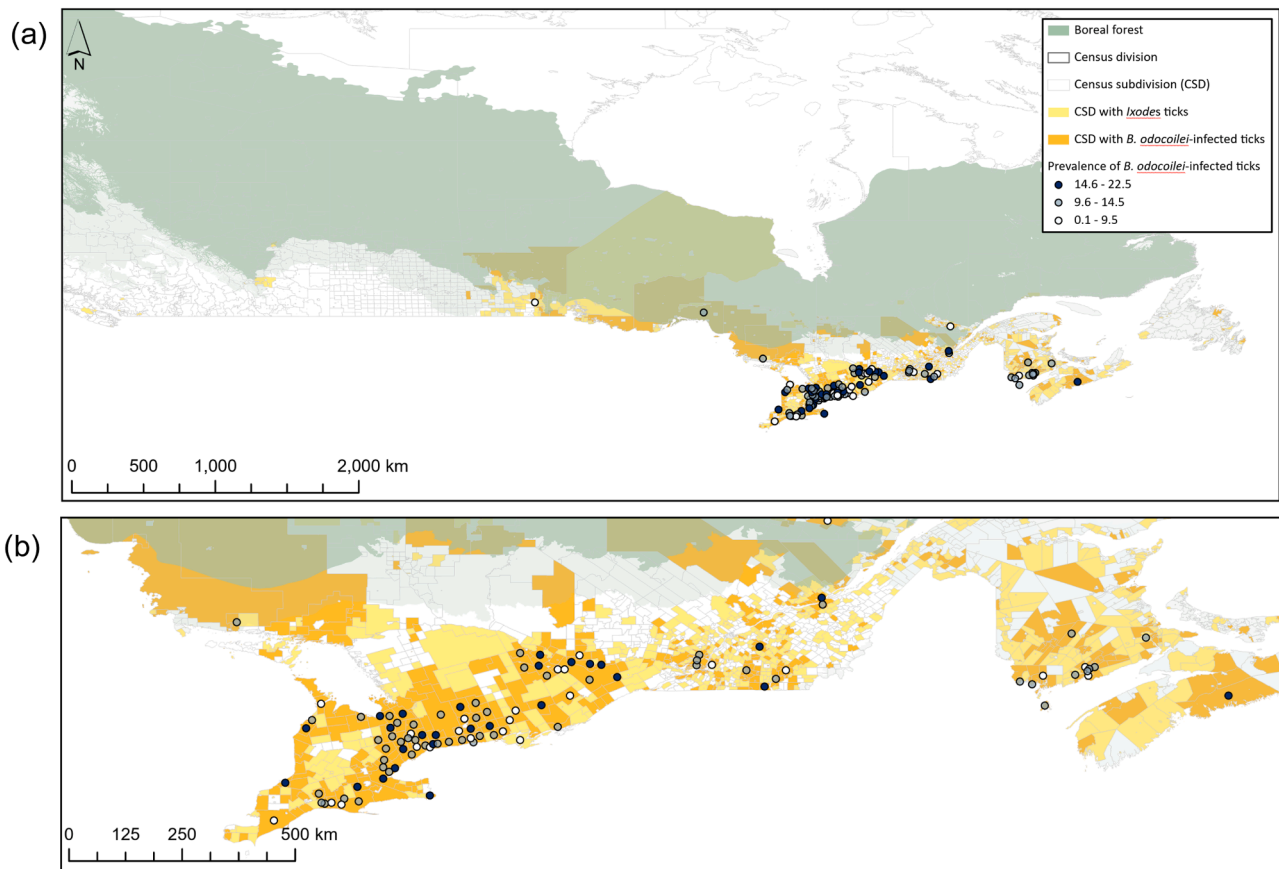 (a)
N
Boreal forest
Census division
Census subdivision (CSD)
CSD with Ixodes ticks
CSD with B. odocoilei-infected ticks
Prevalence of B. odocoilei-infected ticks
14.6 - 22.5
9.6 - 14.5
0.1 - 9.5
0 500 1,000 2,000 km
(b)
0 125 250 500 km